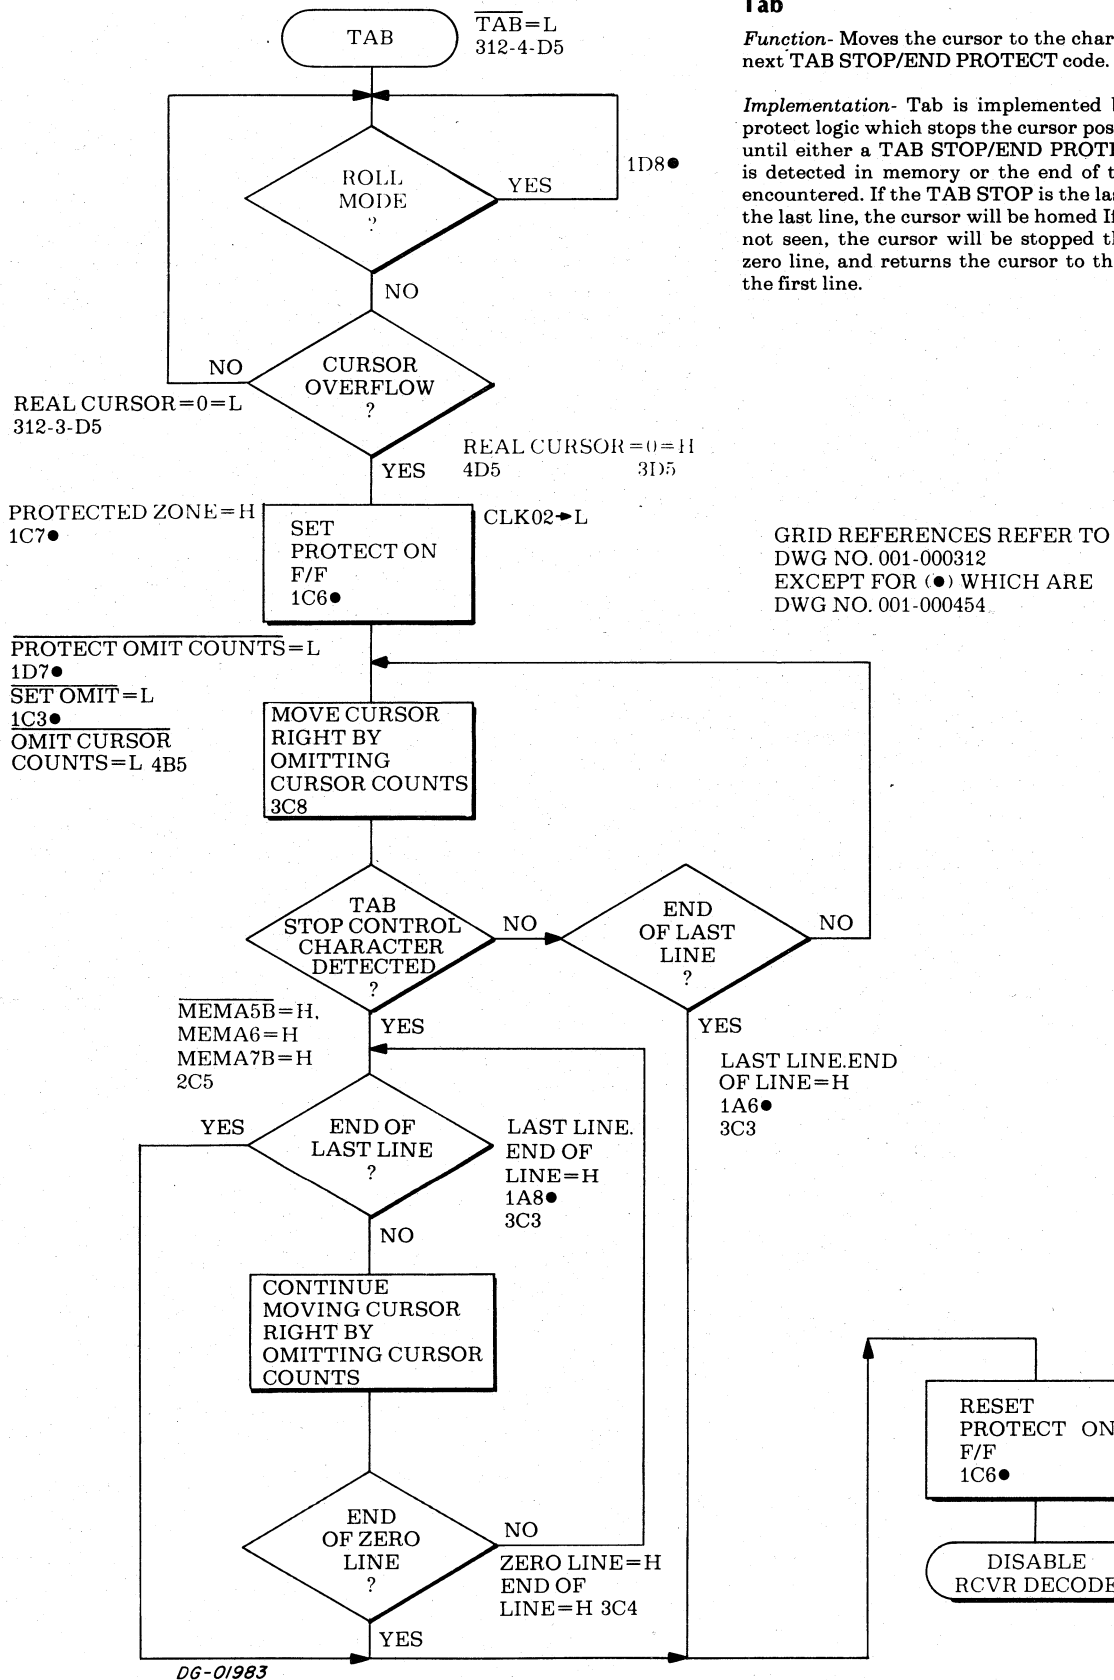 TAB
TAB=L
312-4-D5
Tab
Function- Moves the cursor to the char
next TAB STOP/END PROTECT code.
Implementation- Tab is implemented
protect logic which stops the cursor pos
until either a TAB STOP/END PROTE
is detected in memory or the end of t
encountered. If the TAB STOP is the las
the last line, the cursor will be homed If
not seen, the cursor will be stopped th
zero line, and returns the cursor to th
the first line.
ROLL
MODE
?
YES
1D8●
NO
CURSOR
OVERFLOW
?
NO
REAL CURSOR=0=L
312-3-D5
YES
REAL CURSOR=0=H
4D5 3D5
PROTECTED ZONE=H
1C7●
SET
PROTECT ON
F/F
1C6●
CLK02→L
GRID REFERENCES REFER TO
DWG NO. 001-000312
EXCEPT FOR (●) WHICH ARE
DWG NO. 001-000454
PROTECT OMIT COUNTS=L
1D7●
SET OMIT=L
1C3●
OMIT CURSOR
COUNTS=L 4B5
MOVE CURSOR
RIGHT BY
OMITTING
CURSOR COUNTS
3C8
TAB
STOP CONTROL
CHARACTER
DETECTED
?
NO
END
OF LAST
LINE
?
NO
MEMA5B=H,
MEMA6=H
MEMA7B=H
2C5
YES
YES
LAST LINE.END
OF LINE=H
1A6●
3C3
YES
END OF
LAST LINE
?
LAST LINE.
END OF
LINE=H
1A8●
3C3
NO
CONTINUE
MOVING CURSOR
RIGHT BY
OMITTING CURSOR
COUNTS
RESET
PROTECT ON
F/F
1C6●
END
OF ZERO
LINE
?
NO
ZERO LINE=H
END OF
LINE=H 3C4
YES
DISABLE
RCVR DECODE
DG-01983